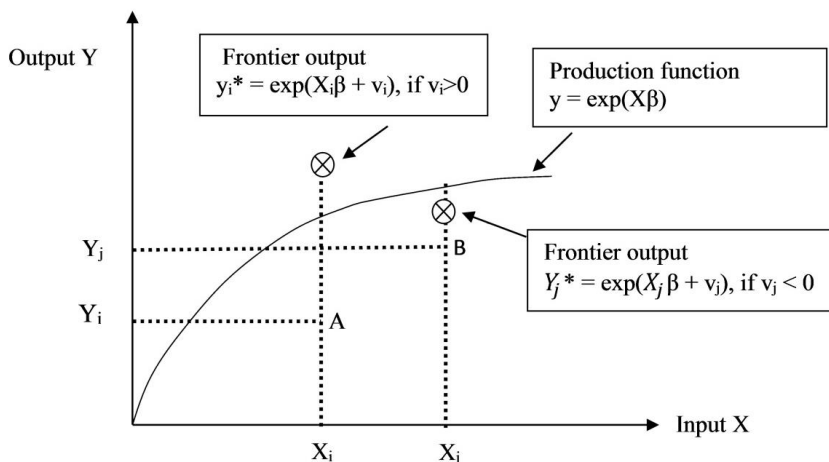 Output Y
Frontier output
yᵢ* = exp(Xᵢβ + vᵢ), if vᵢ>0
Production function
y = exp(Xβ)
Yⱼ
B
Frontier output
Yⱼ* = exp(Xⱼ β + vⱼ), if vⱼ < 0
Yᵢ
A
Input X
Xᵢ Xⱼ